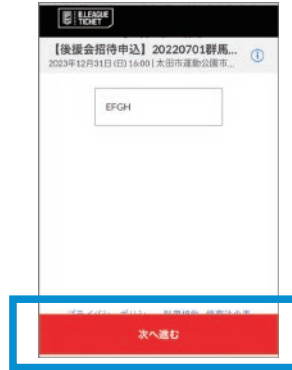 B.LEAGUE
TICKET
【後援会招待申込】20220701群馬...
2023年12月31日(日) 16:00 | 太田市運動公園市...
EFGH
次へ進む